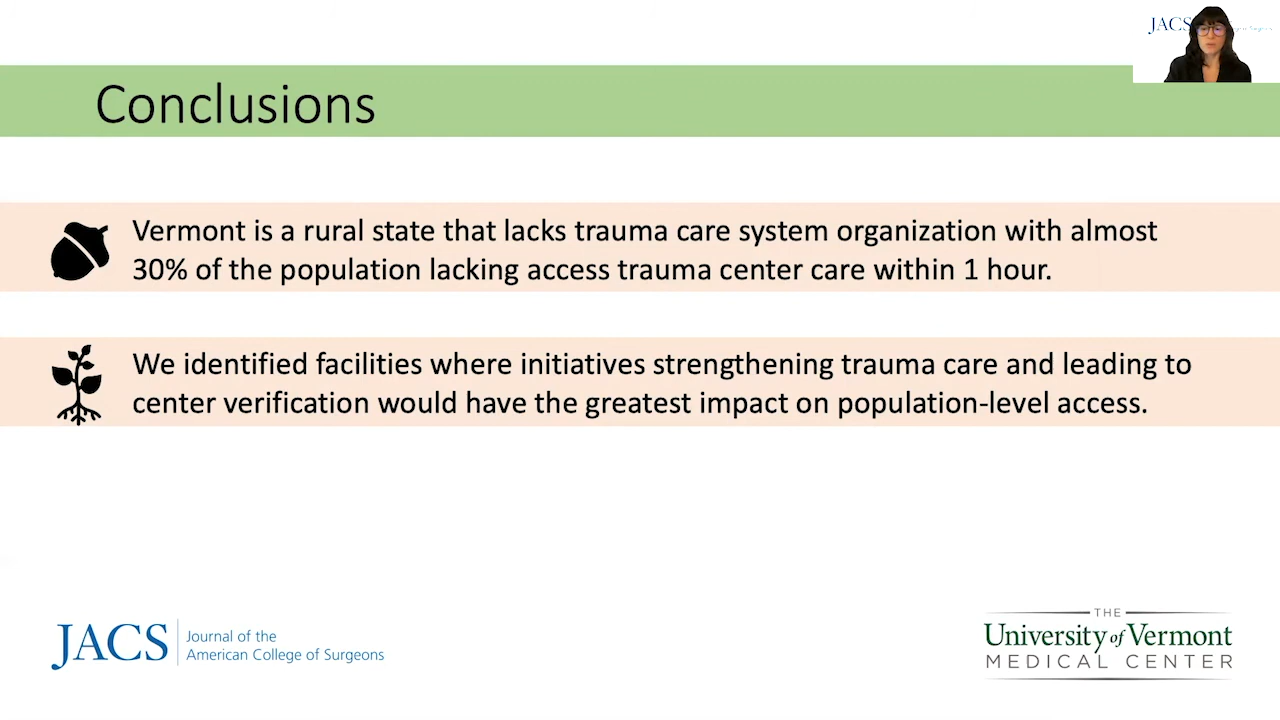 JACS
Conclusions
Vermont is a rural state that lacks trauma care system organization with almost
30% of the population lacking access trauma center care within 1 hour.
We identified facilities where initiatives strengthening trauma care and leading to
center verification would have the greatest impact on population-level access.
JACS
Journal of the
American College of Surgeons
THE
University of Vermont
MEDICAL CENTER